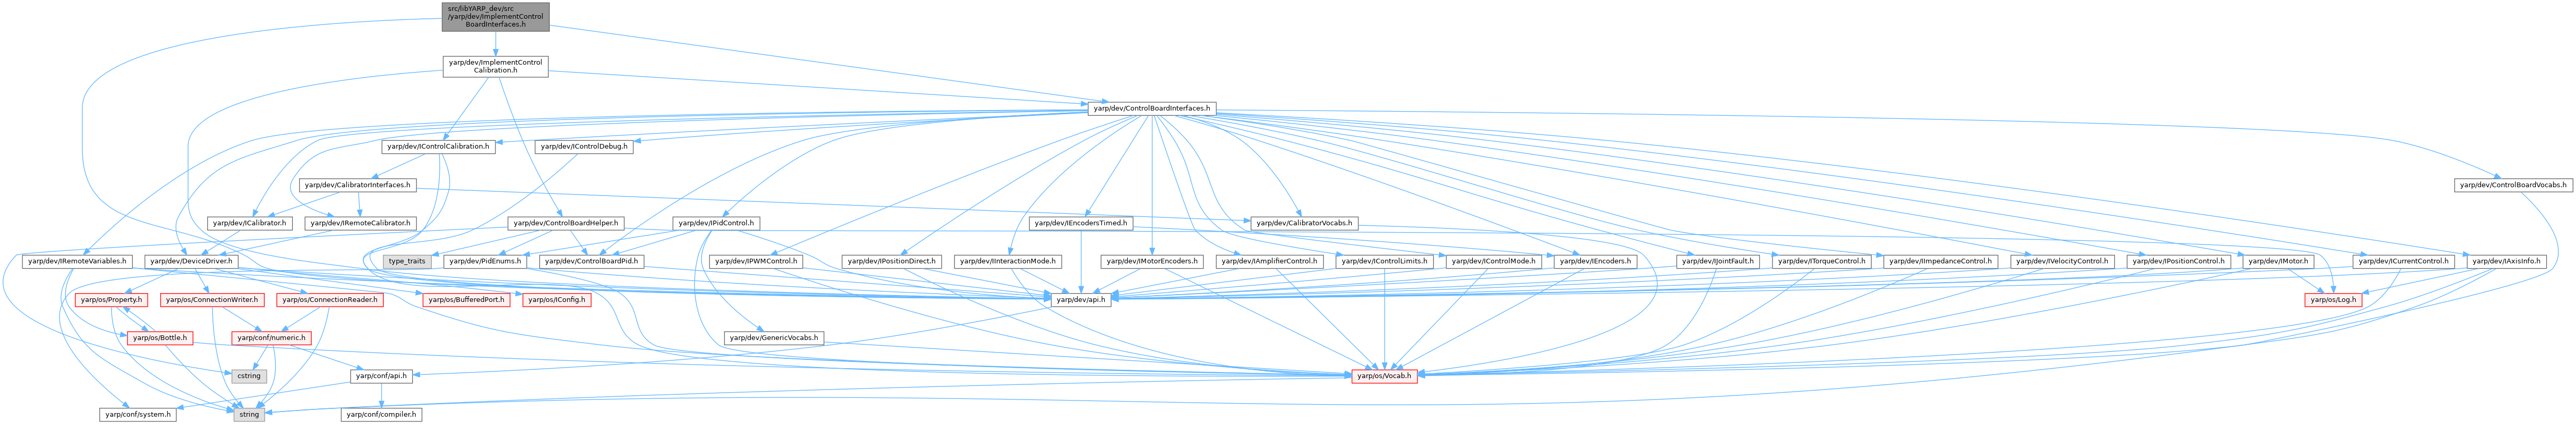 src/libYARP_dev/src
/yarp/dev/ImplementControl
BoardInterfaces.h
yarp/dev/ImplementControl
Calibration.h
yarp/dev/ControlBoardInterfaces.h
yarp/dev/IControlCalibration.h
yarp/dev/IControlDebug.h
yarp/dev/CalibratorInterfaces.h
yarp/dev/ControlBoardVocabs.h
yarp/dev/ICalibrator.h
yarp/dev/IRemoteCalibrator.h
yarp/dev/ControlBoardHelper.h
yarp/dev/IPidControl.h
yarp/dev/IEncodersTimed.h
yarp/dev/CalibratorVocabs.h
yarp/dev/IRemoteVariables.h
yarp/dev/DeviceDriver.h
type_traits
yarp/dev/PidEnums.h
yarp/dev/ControlBoardPid.h
yarp/dev/IPWMControl.h
yarp/dev/IPositionDirect.h
yarp/dev/IInteractionMode.h
yarp/dev/IMotorEncoders.h
yarp/dev/IAmplifierControl.h
yarp/dev/IControlLimits.h
yarp/dev/IControlMode.h
yarp/dev/IEncoders.h
yarp/dev/IJointFault.h
yarp/dev/ITorqueControl.h
yarp/dev/IImpedanceControl.h
yarp/dev/IVelocityControl.h
yarp/dev/IPositionControl.h
yarp/dev/IMotor.h
yarp/dev/ICurrentControl.h
yarp/dev/IAxisInfo.h
yarp/os/Property.h
yarp/os/ConnectionWriter.h
yarp/os/ConnectionReader.h
yarp/os/BufferedPort.h
yarp/os/IConfig.h
yarp/dev/api.h
yarp/os/Log.h
yarp/os/Bottle.h
yarp/conf/numeric.h
yarp/dev/GenericVocabs.h
cstring
yarp/conf/api.h
yarp/os/Vocab.h
yarp/conf/system.h
string
yarp/conf/compiler.h